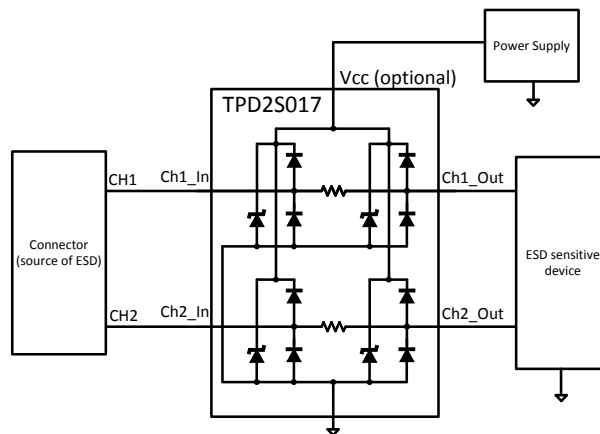 Power Supply
Vcc (optional)
TPD2S017
CH1
Ch1_In
Ch1_Out
Connector
(source of ESD)
ESD sensitive
device
CH2
Ch2_In
Ch2_Out